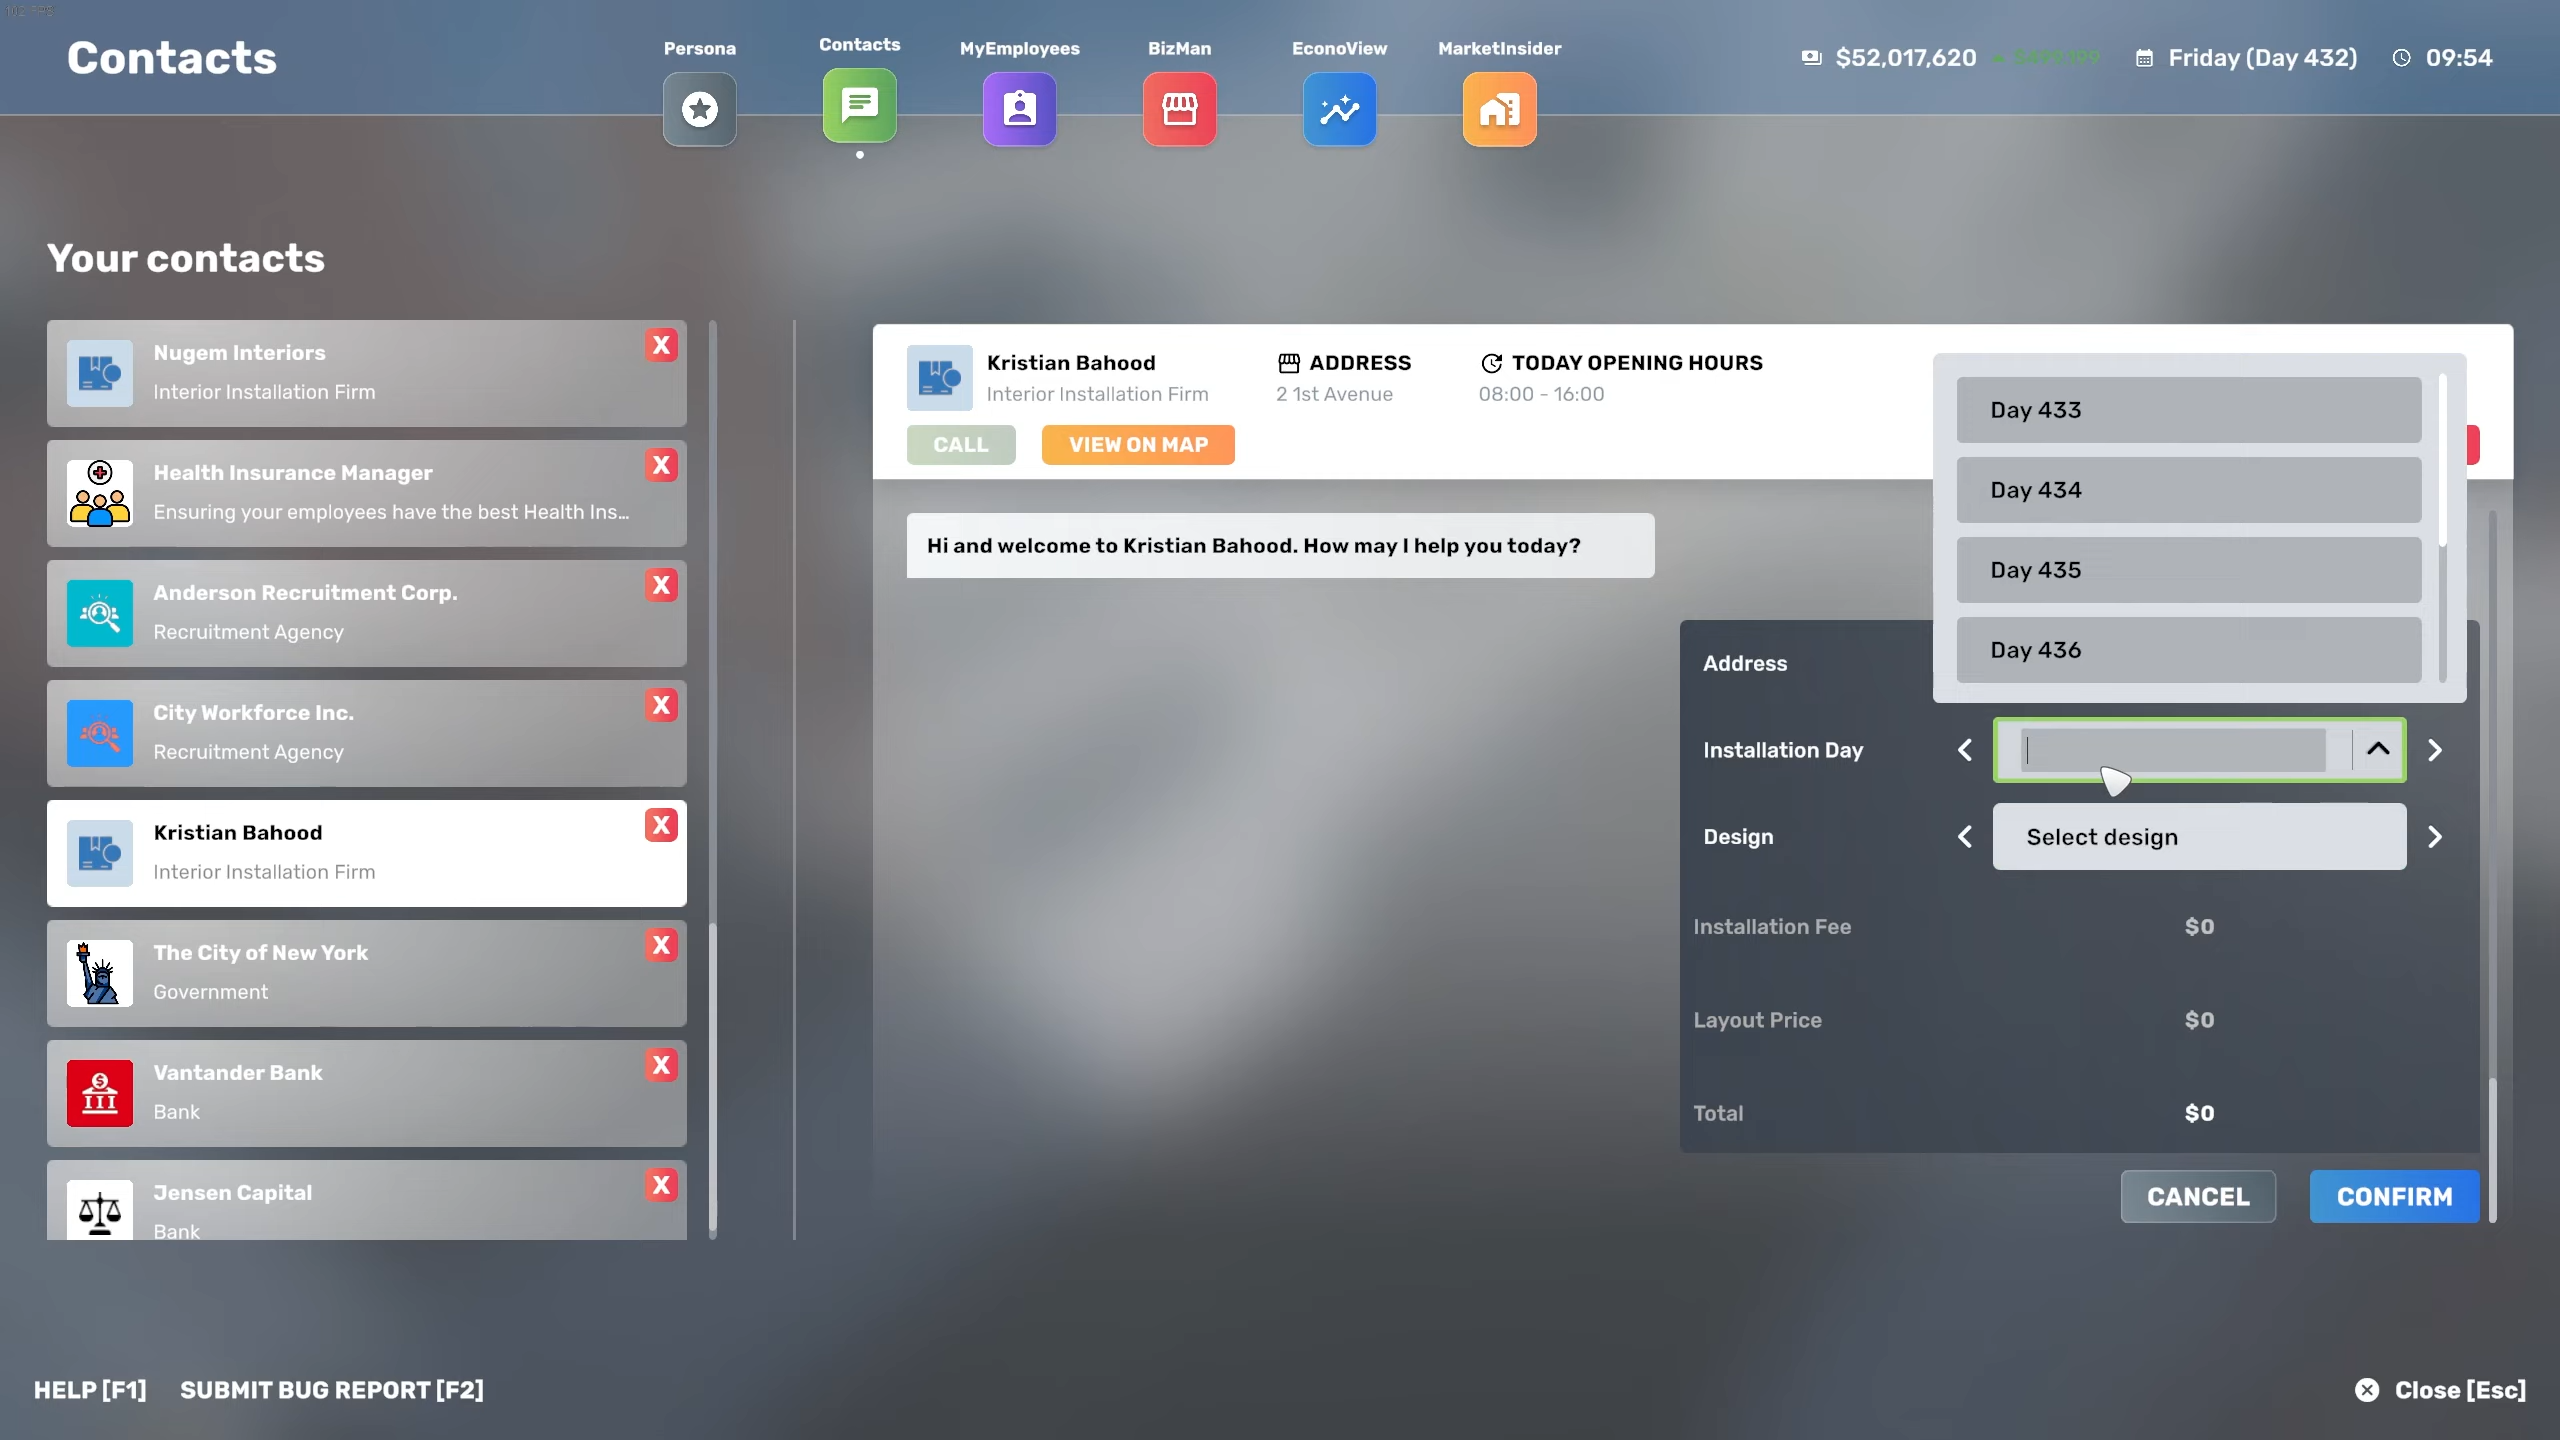 Contacts
Persona
Contacts
MyEmployees
BizMan
EconoView
MarketInsider
$52,017,620
Friday (Day 432)
09:54
Your contacts
Nugem Interiors
Interior Installation Firm
X
Health Insurance Manager
Ensuring your employees have the best Health Ins...
X
Anderson Recruitment Corp.
Recruitment Agency
X
City Workforce Inc.
Recruitment Agency
X
Kristian Bahood
Interior Installation Firm
X
The City of New York
Government
X
Vantander Bank
Bank
X
Jensen Capital
Bank
X
Kristian Bahood
Interior Installation Firm
ADDRESS
2 1st Avenue
TODAY OPENING HOURS
08:00 - 16:00
CALL
VIEW ON MAP
Hi and welcome to Kristian Bahood. How may I help you today?
Day 433
Day 434
Day 435
Day 436
Address
Installation Day
Design
Select design
Installation Fee
$0
Layout Price
$0
Total
$0
CANCEL
CONFIRM
HELP [F1]
SUBMIT BUG REPORT [F2]
Close [Esc]